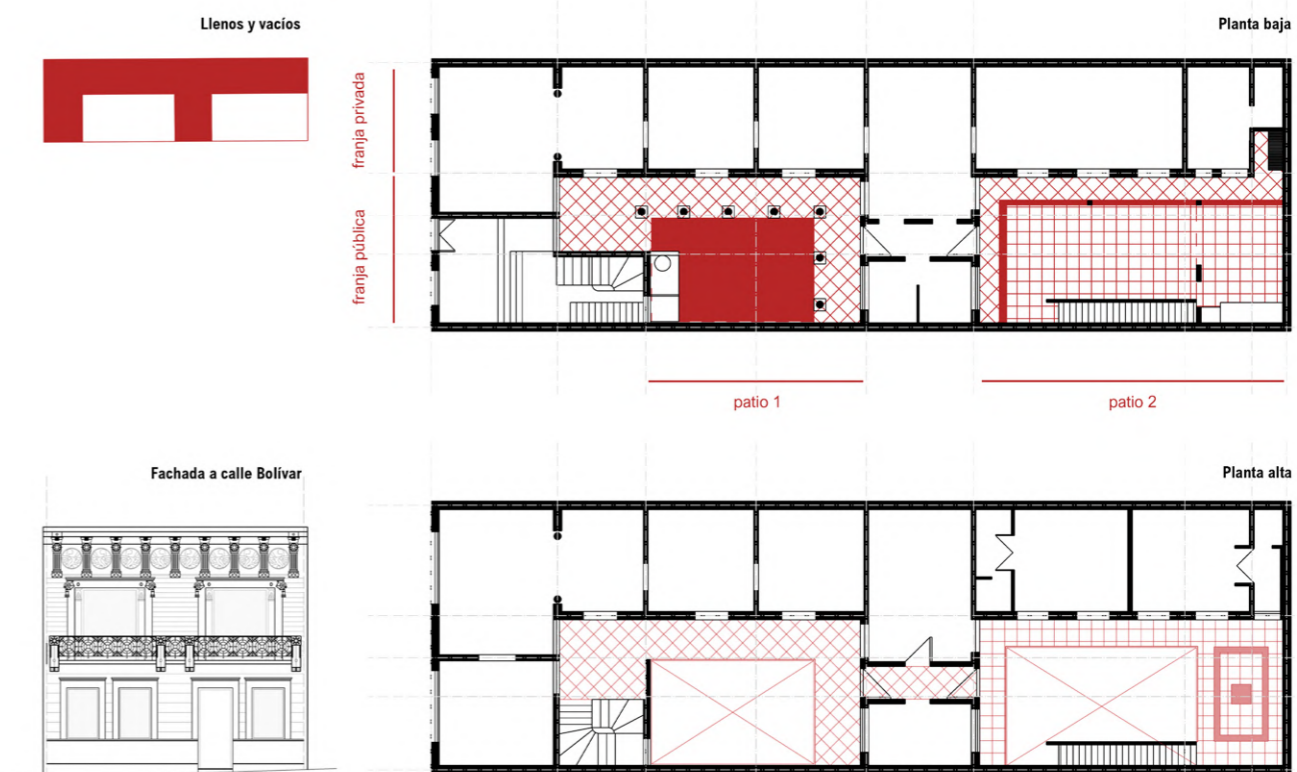 Llenos y vacíos
Planta baja
franja privada
franja pública
patio 1
patio 2
Fachada a calle Bolívar
Planta alta